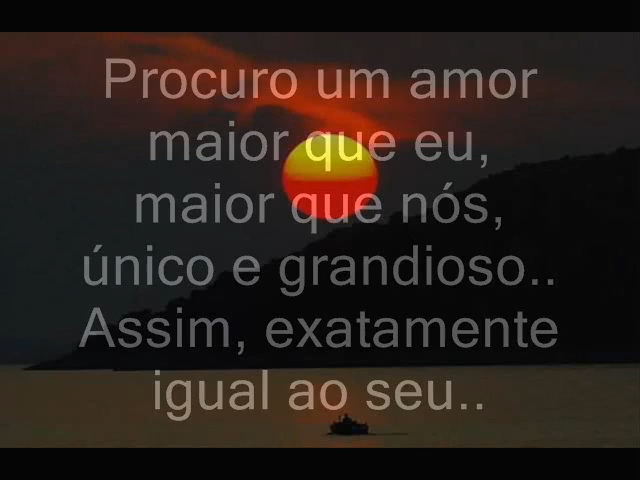 Procuro um amor
maior que eu,
maior que nós,
único e grandioso..
Assim, exatamente
igual ao seu..